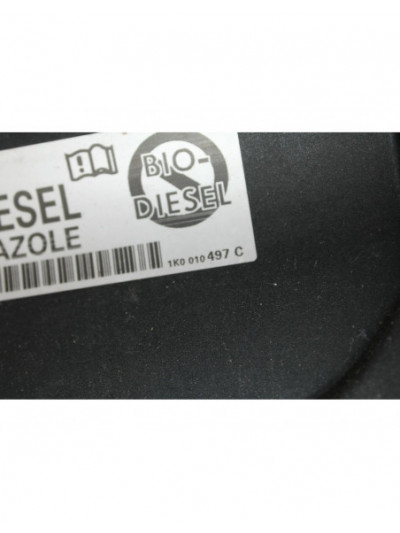 BIO-
DIESEL
ESEL
AZOLE
1K0 010 497 C